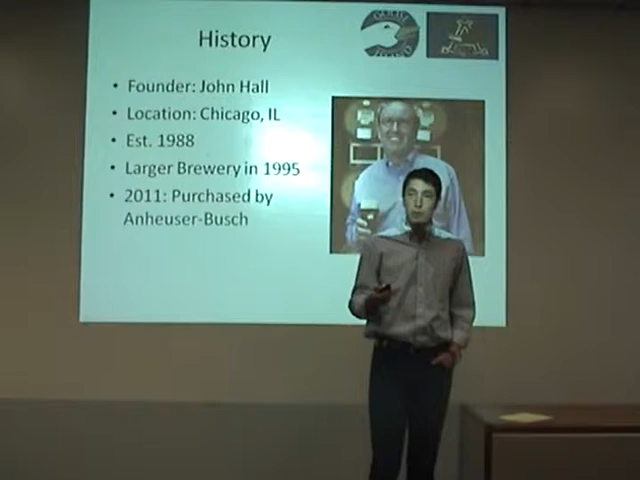 History
• Founder: John Hall
• Location: Chicago, IL
• Est. 1988
• Larger Brewery in 1995
• 2011: Purchased by
Anheuser-Busch